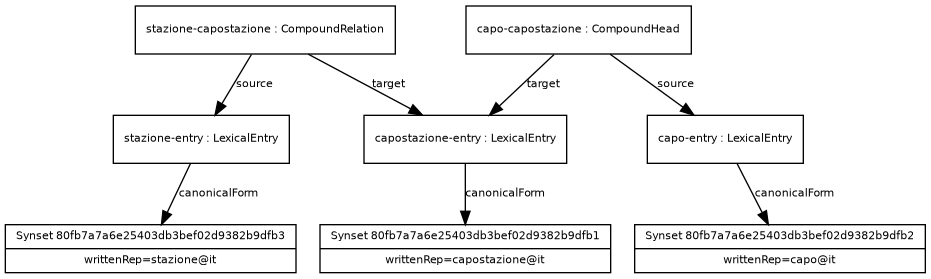 stazione-capostazione : CompoundRelation
capo-capostazione : CompoundHead
source
target
target
source
stazione-entry : LexicalEntry
capostazione-entry : LexicalEntry
capo-entry : LexicalEntry
canonicalForm
canonicalForm
canonicalForm
Synset 80fb7a7a6e25403db3bef02d9382b9dfb3
writtenRep=stazione@it
Synset 80fb7a7a6e25403db3bef02d9382b9dfb1
writtenRep=capostazione@it
Synset 80fb7a7a6e25403db3bef02d9382b9dfb2
writtenRep=capo@it